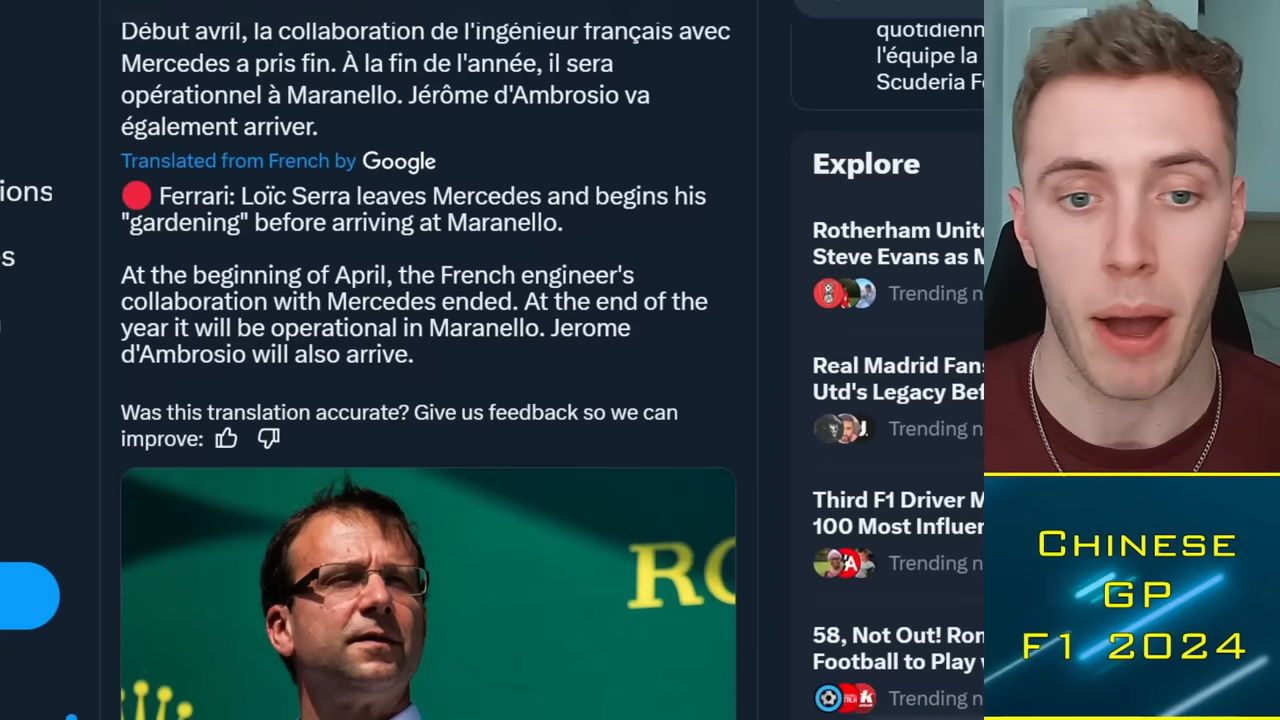 Début avril, la collaboration de l'ingénieur français avec
Mercedes a pris fin. À la fin de l'année, il sera
opérationnel à Maranello. Jérôme d'Ambrosio va
également arriver.
Translated from French by Google
Ferrari: Loïc Serra leaves Mercedes and begins his
"gardening" before arriving at Maranello.
At the beginning of April, the French engineer's
collaboration with Mercedes ended. At the end of the
year it will be operational in Maranello. Jerome
d'Ambrosio will also arrive.
Was this translation accurate? Give us feedback so we can
improve:
RO
ions
s
quotidienn
l'équipe la
Scuderia Fe
Explore
Rotherham Unite
Steve Evans as M
Trending n
Real Madrid Fans
Utd's Legacy Bef
Trending n
Third F1 Driver M
100 Most Influen
Trending n
58, Not Out! Ron
Football to Play
Trending n
CHINESE
GP
F1 2024